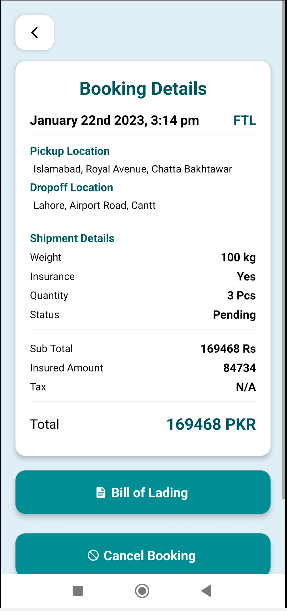 Booking Details
January 22nd 2023, 3:14 pm FTL
Pickup Location
Islamabad, Royal Avenue, Chatta Bakhtawar
Dropoff Location
Lahore, Airport Road, Cantt
Shipment Details
Weight 100 kg
Insurance Yes
Quantity 3 Pcs
Status Pending
Sub Total 169468 Rs
Insured Amount 84734
Tax N/A
Total 169468 PKR
Bill of Lading
Cancel Booking